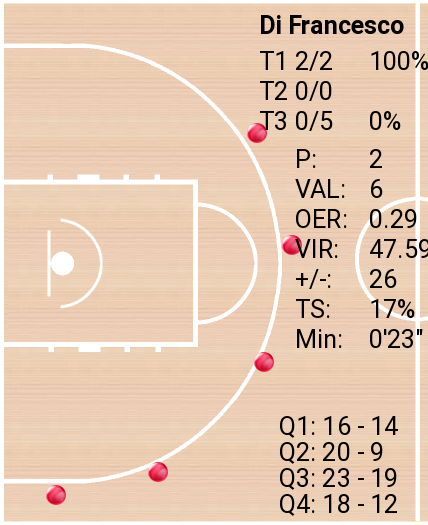 Di Francesco
T1 2/2 100%
T2 0/0
T3 0/5 0%
P: 2
VAL: 6
OER: 0.29
VIR: 47.59
+/-: 26
TS: 17%
Min: 0'23"
Q1: 16 - 14
Q2: 20 - 9
Q3: 23 - 19
Q4: 18 - 12